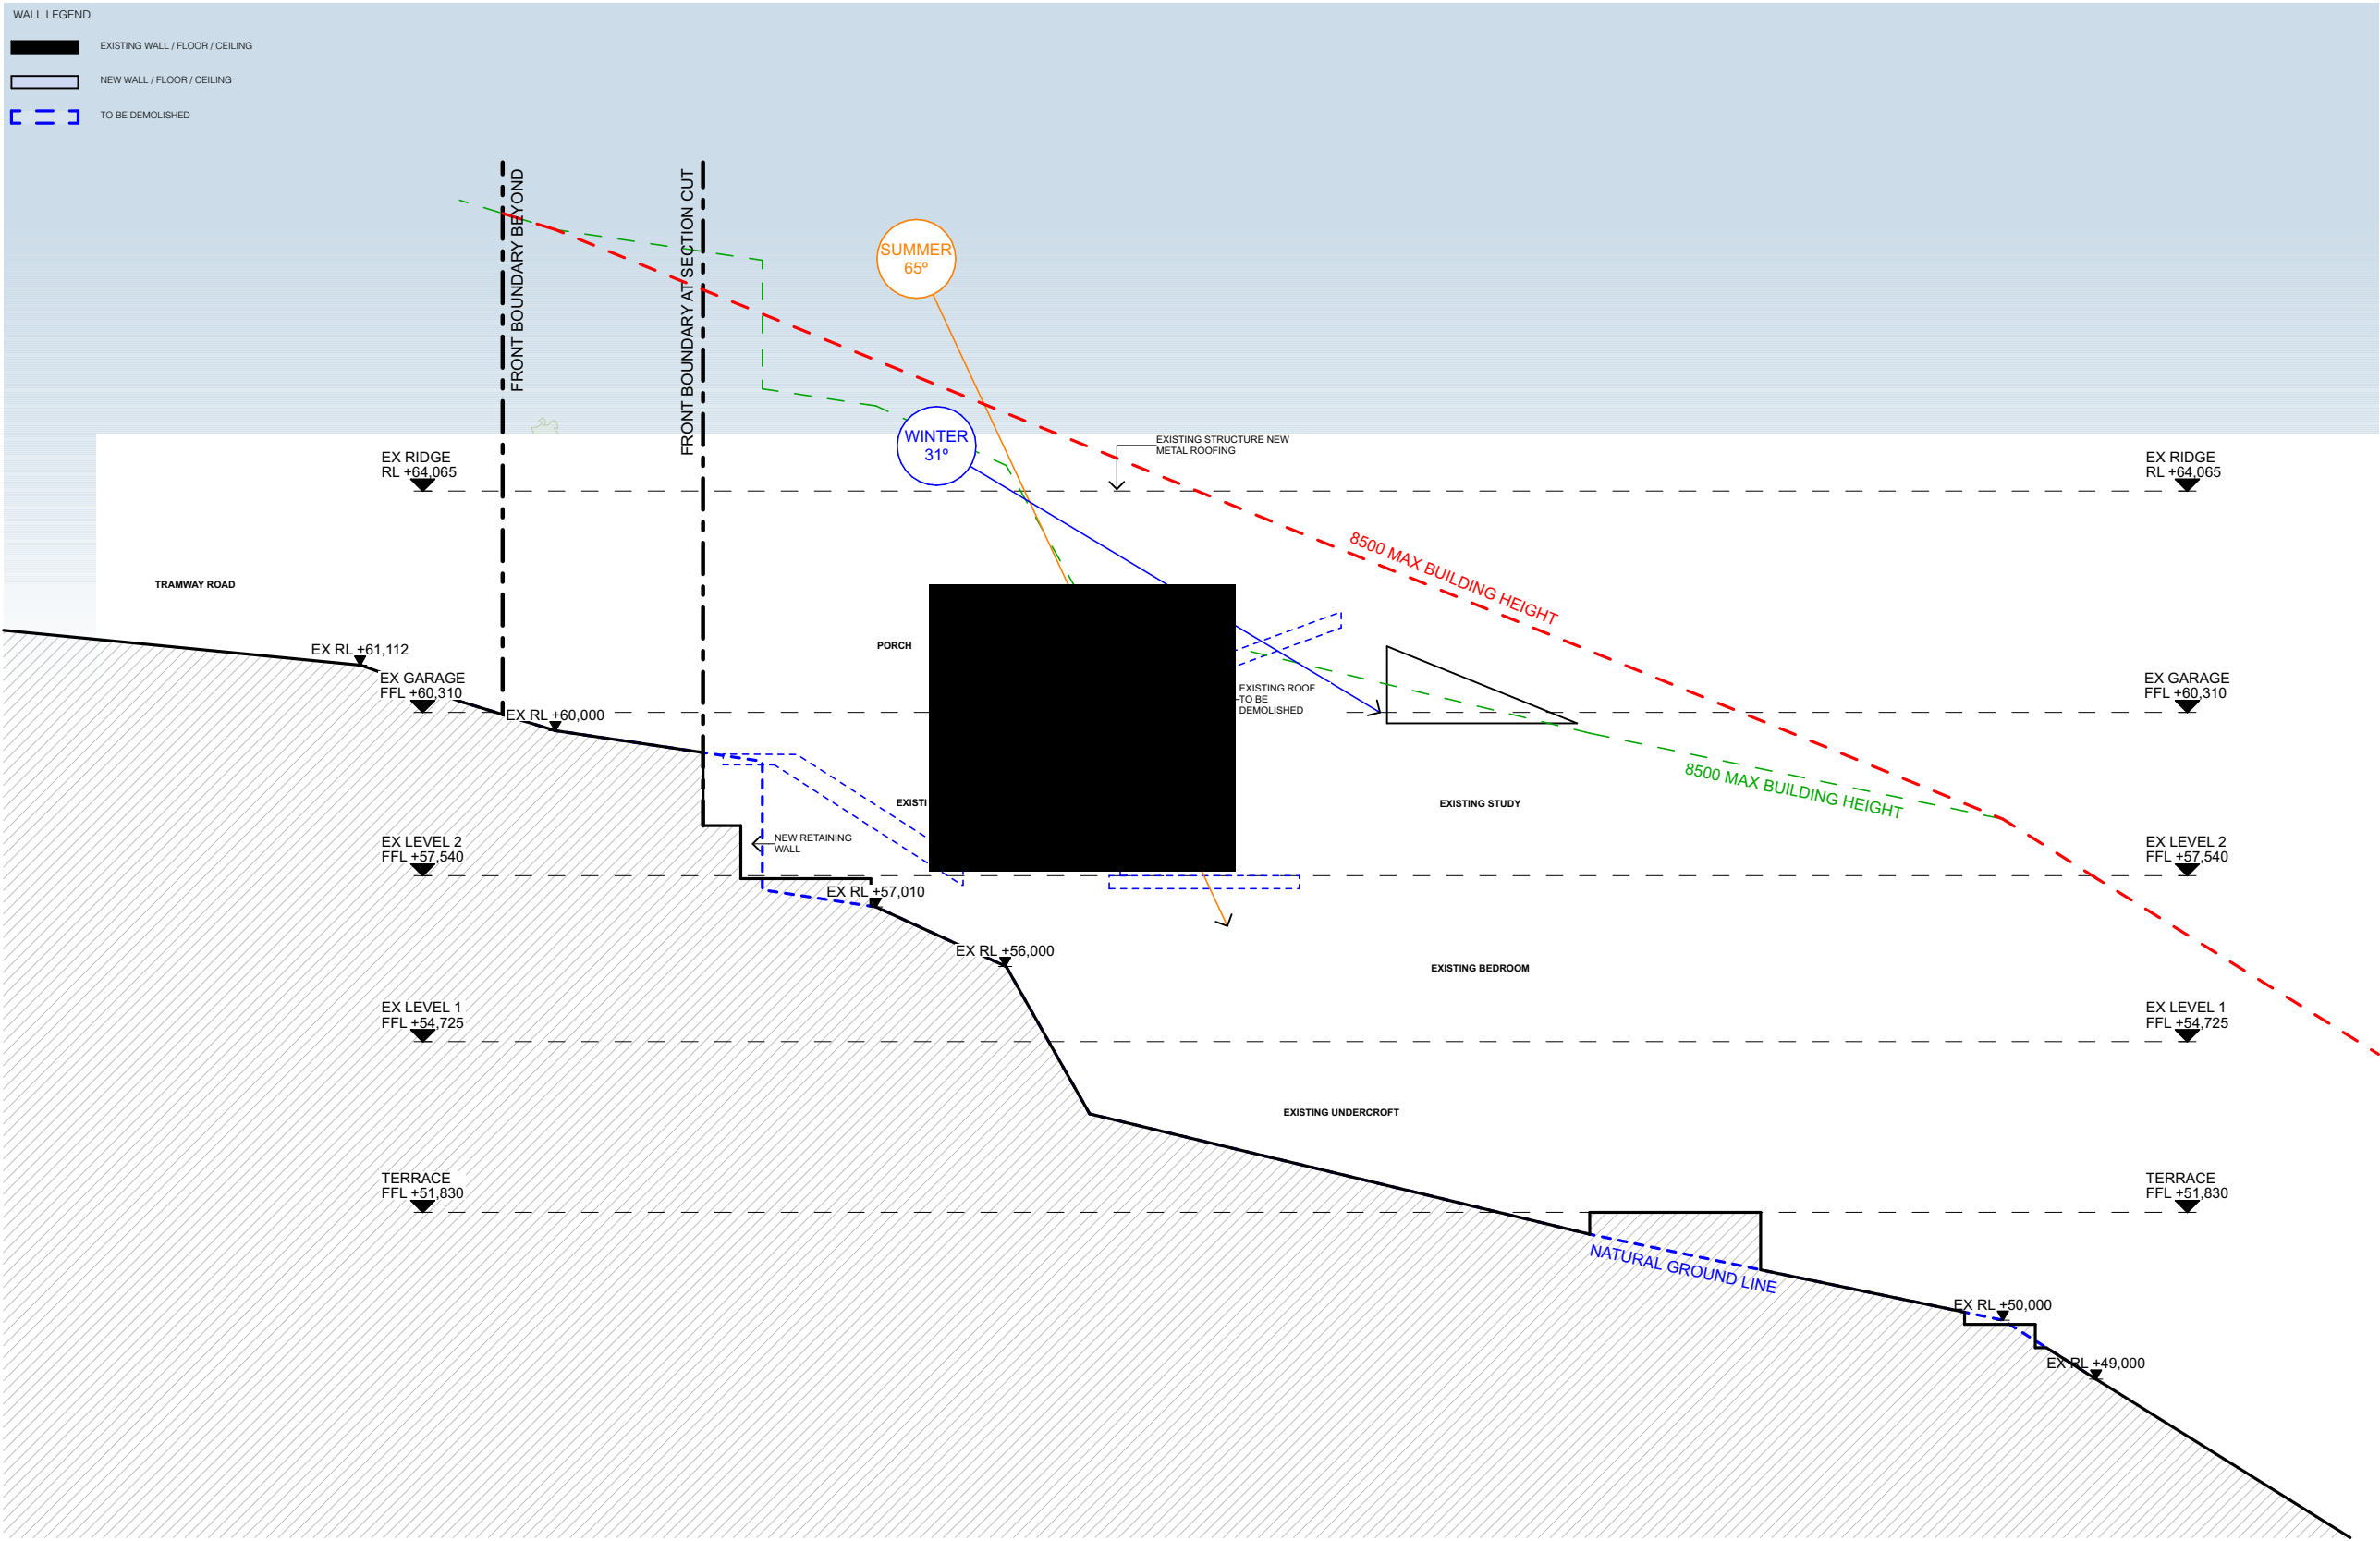 WALL LEGEND
EXISTING WALL / FLOOR / CEILING
NEW WALL / FLOOR / CEILING
TO BE DEMOLISHED
FRONT BOUNDARY BEYOND
FRONT BOUNDARY AT SECTION CUT
SUMMER
65º
WINTER
31º
EXISTING STRUCTURE NEW
METAL ROOFING
EX RIDGE
RL +64,065
EX RIDGE
RL +64,065
8500 MAX BUILDING HEIGHT
TRAMWAY ROAD
EX RL +61,112
PORCH
EX GARAGE
FFL +60,310
EX RL +60,000
EXISTING ROOF
TO BE
DEMOLISHED
EX GARAGE
FFL +60,310
8500 MAX BUILDING HEIGHT
EXISTI
EXISTING STUDY
NEW RETAINING
WALL
EX LEVEL 2
FFL +57,540
EX LEVEL 2
FFL +57,540
EX RL +57,010
EX RL +56,000
EXISTING BEDROOM
EX LEVEL 1
FFL +54,725
EX LEVEL 1
FFL +54,725
EXISTING UNDERCROFT
TERRACE
FFL +51,830
TERRACE
FFL +51,830
NATURAL GROUND LINE
EX RL +50,000
EX RL +49,000